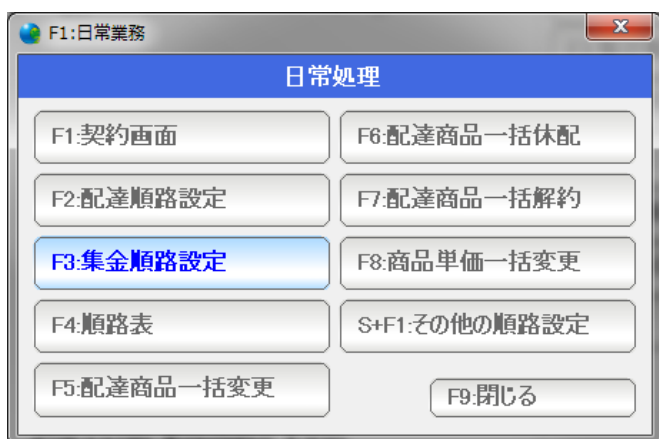 F1:日常業務
日常処理
F1:契約画面
F2:配達順路設定
F3:集金順路設定
F4:順路表
F5:配達商品一括変更
F6:配達商品一括休配
F7:配達商品一括解約
F8:商品単価一括変更
S+F1:その他の順路設定
F9:閉じる